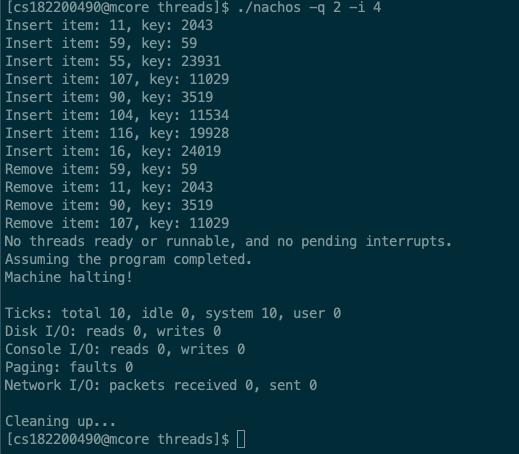 [cs182200490@mcore threads]$ ./nachos -q 2 -i 4
Insert item: 11, key: 2043
Insert item: 59, key: 59
Insert item: 55, key: 23931
Insert item: 107, key: 11029
Insert item: 90, key: 3519
Insert item: 104, key: 11534
Insert item: 116, key: 19928
Insert item: 16, key: 24019
Remove item: 59, key: 59
Remove item: 11, key: 2043
Remove item: 90, key: 3519
Remove item: 107, key: 11029
No threads ready or runnable, and no pending interrupts.
Assuming the program completed.
Machine halting!
Ticks: total 10, idle 0, system 10, user 0
Disk I/O: reads 0, writes 0
Console I/O: reads 0, writes 0
Paging: faults 0
Network I/O: packets received 0, sent 0
Cleaning up...
[cs182200490@mcore threads]$